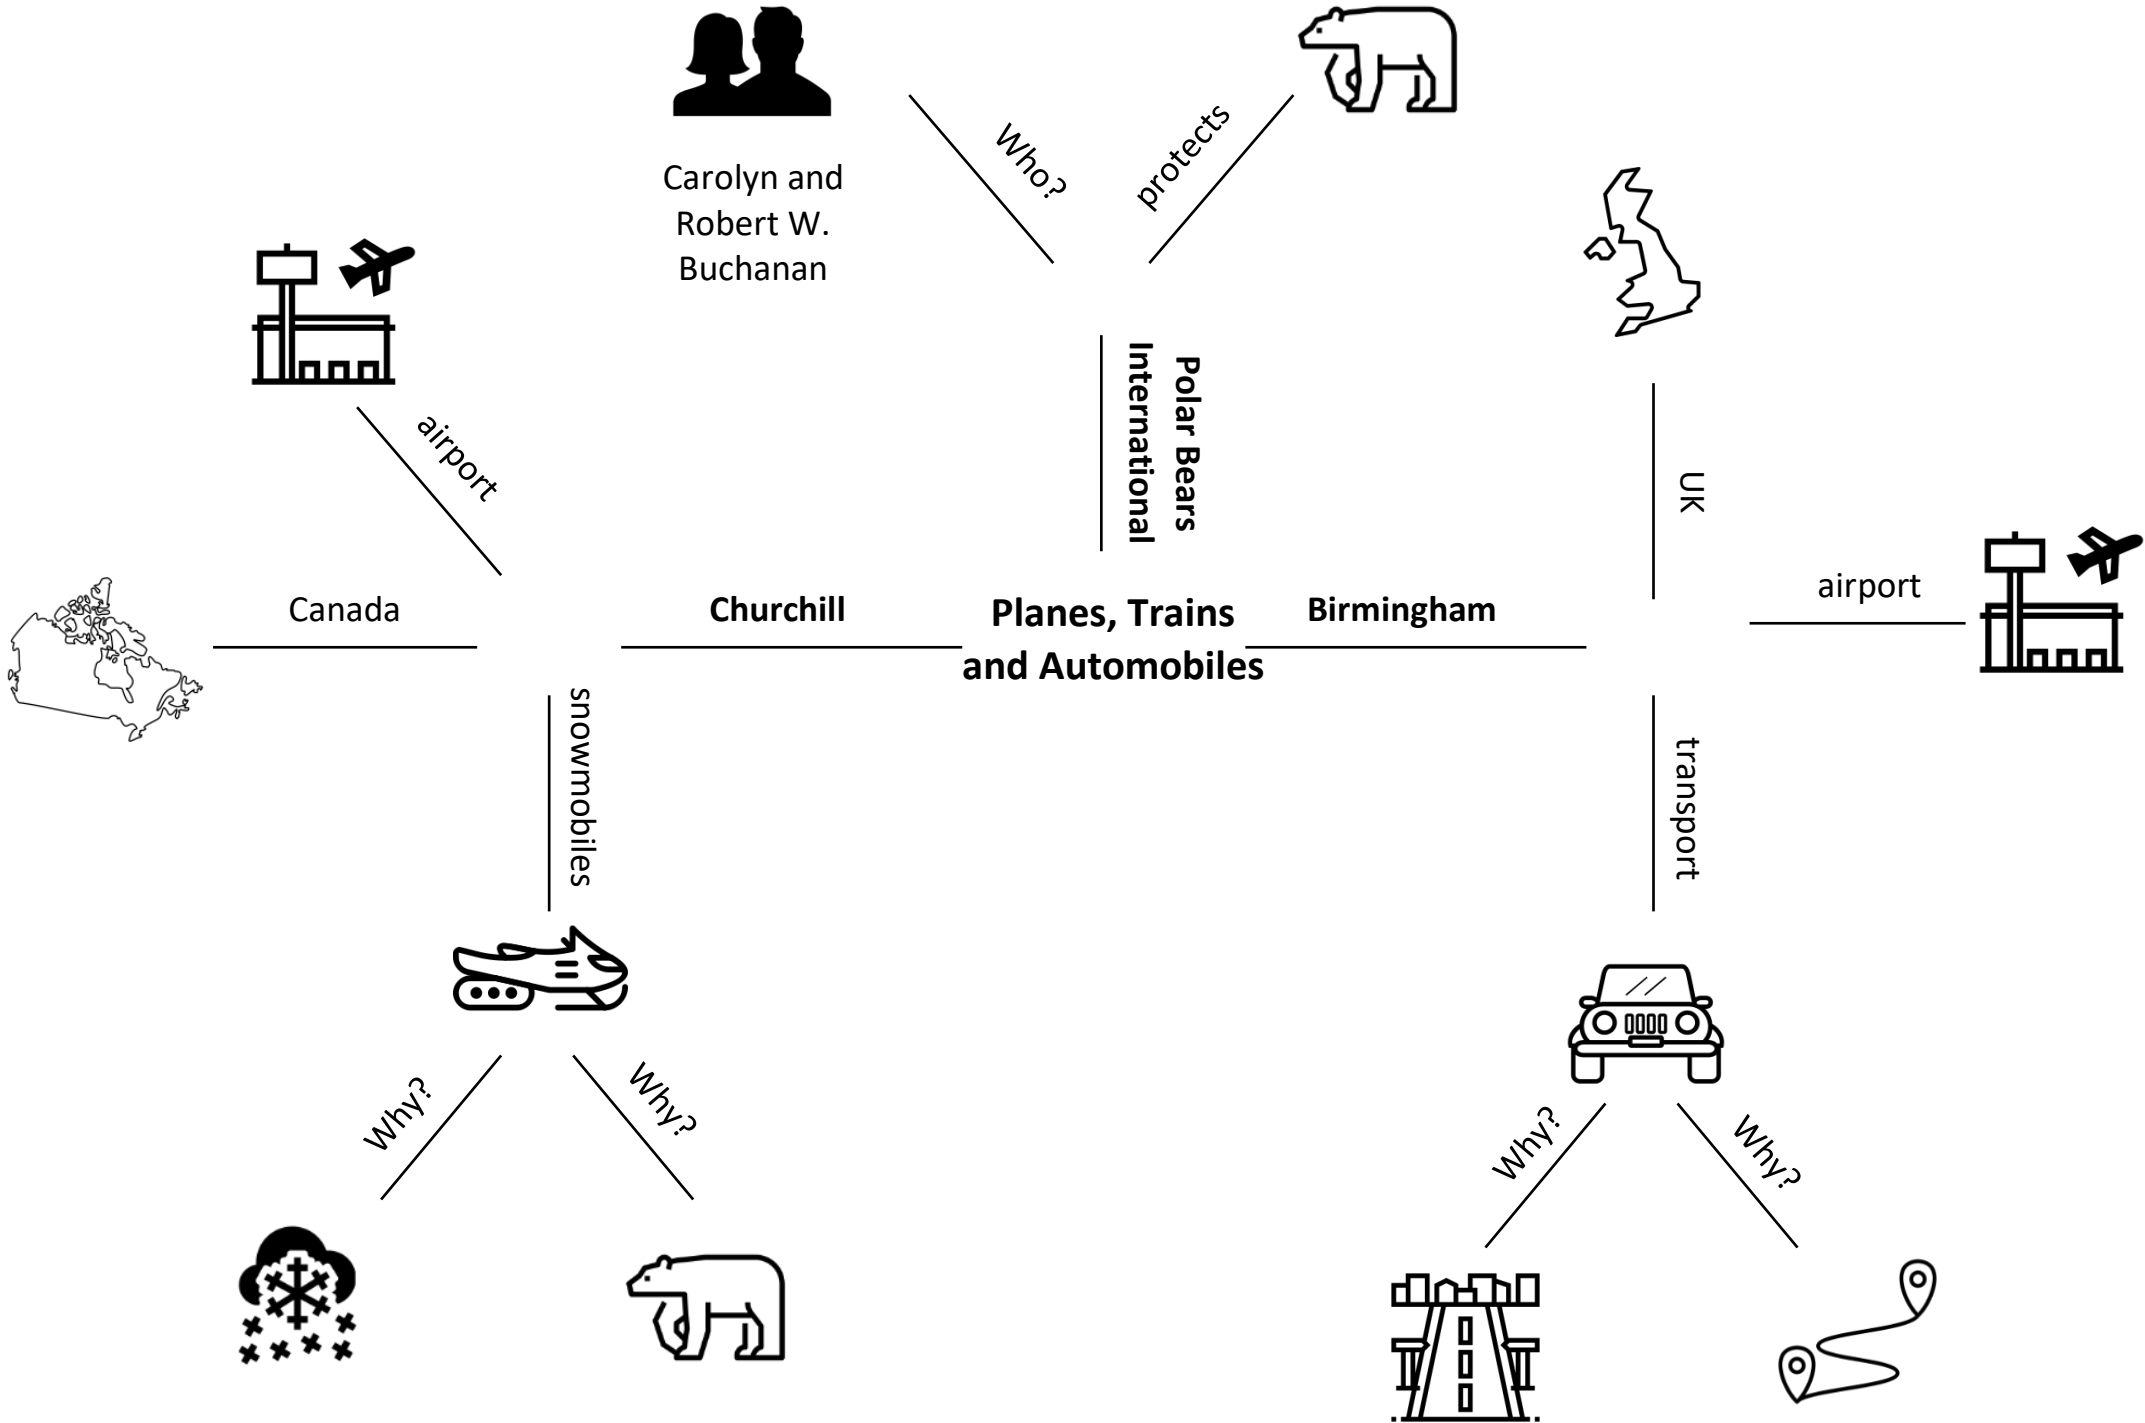 Who?
protects
Carolyn and
Robert W.
Buchanan
Polar Bears
International
airport
UK
airport
Canada
Churchill
Planes, Trains
and Automobiles
Birmingham
snowmobiles
transport
Why?
Why?
Why?
Why?